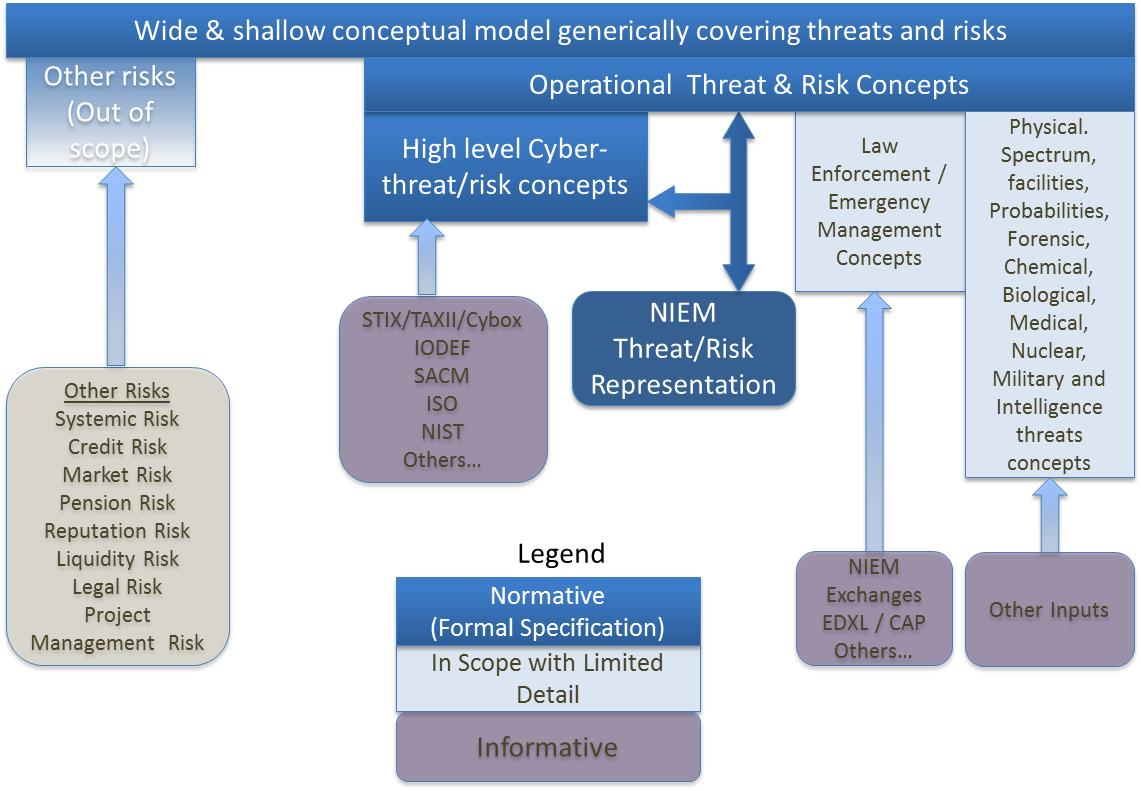 Wide & shallow conceptual model generically covering threats and risks
Other risks
(Out of
scope)
Operational Threat & Risk Concepts
High level Cyber-
threat/risk concepts
Law
Enforcement /
Emergency
Management
Concepts
Physical.
Spectrum,
facilities,
Probabilities,
Forensic,
Chemical,
Biological,
Medical,
Nuclear,
Military and
Intelligence
threats
concepts
STIX/TAXII/Cybox
IODEF
SACM
ISO
NIST
Others…
NIEM
Threat/Risk
Representation
Other Risks
Systemic Risk
Credit Risk
Market Risk
Pension Risk
Reputation Risk
Liquidity Risk
Legal Risk
Project
Management Risk
NIEM
Exchanges
EDXL / CAP
Others…
Other Inputs
Legend
Normative
(Formal Specification)
In Scope with Limited
Detail
Informative